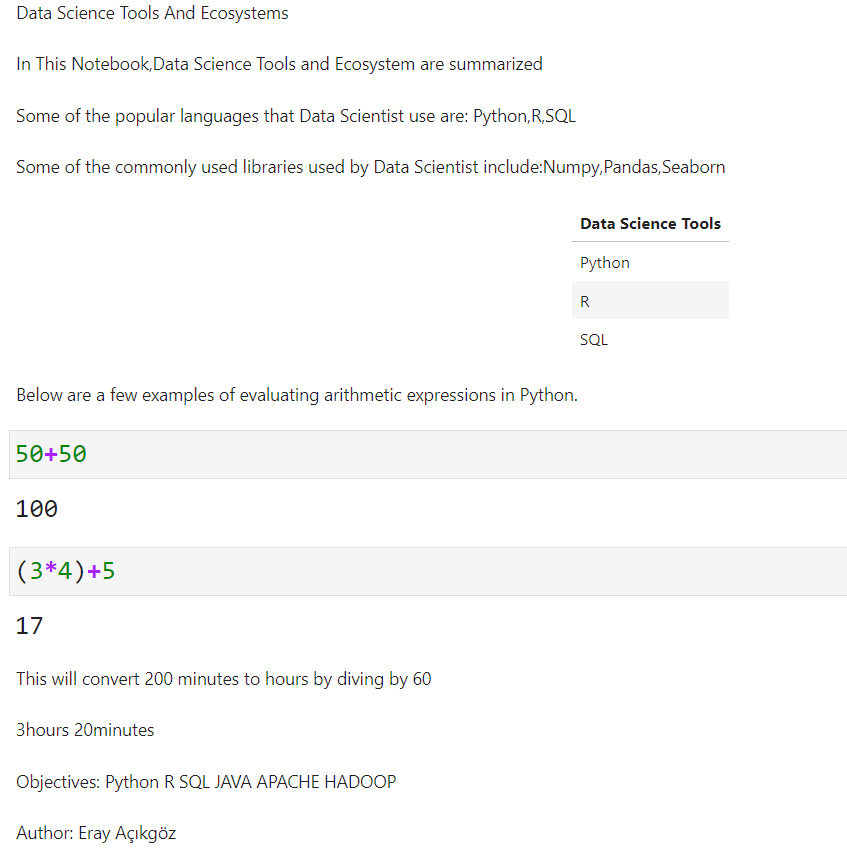 Data Science Tools And Ecosystems
In This Notebook,Data Science Tools and Ecosystem are summarized
Some of the popular languages that Data Scientist use are: Python,R,SQL
Some of the commonly used libraries used by Data Scientist include:Numpy,Pandas,Seaborn
Data Science Tools
Python
R
SQL
Below are a few examples of evaluating arithmetic expressions in Python.
50+50
100
(3*4)+5
17
This will convert 200 minutes to hours by diving by 60
3hours 20minutes
Objectives: Python R SQL JAVA APACHE HADOOP
Author: Eray Açıkgöz